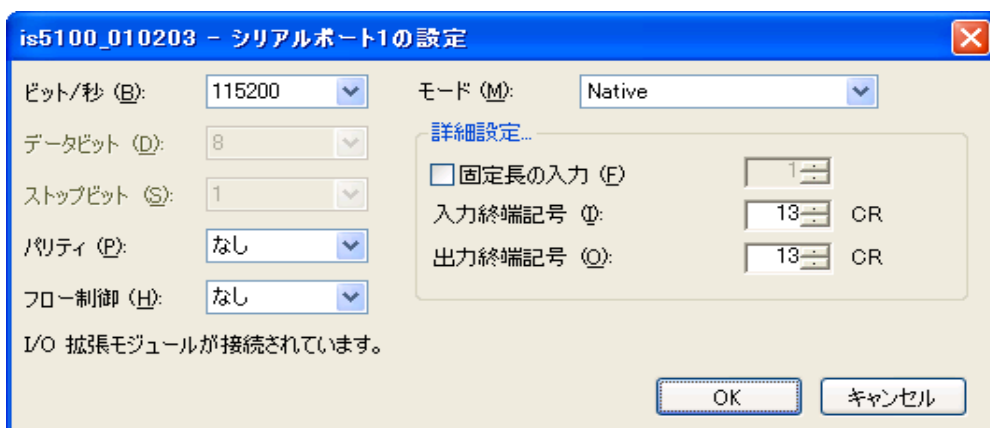 is5100_010203 - シリアルポート1の設定
ビット/秒 (B): 115200
データビット (D): 8
ストップビット (S): 1
パリティ (P): なし
フロー制御 (H): なし
I/O 拡張モジュールが接続されています。
モード (M): Native
詳細設定...
固定長の入力 (F) 1
入力終端記号 (I): 13 CR
出力終端記号 (O): 13 CR
OK
キャンセル